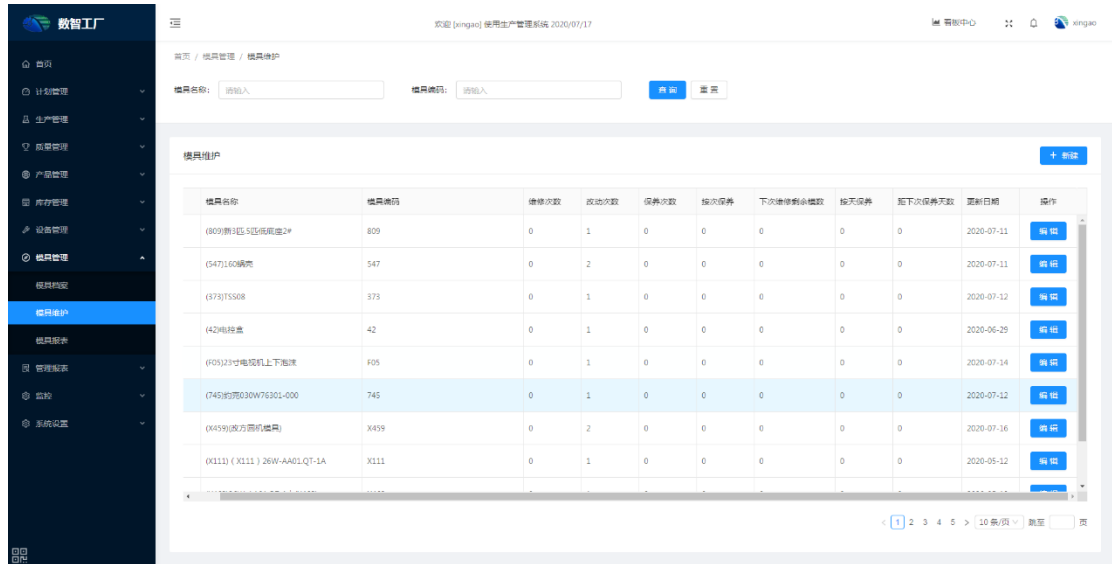 数智工厂
欢迎 [xingao] 使用生产管理系统 2020/07/17
看板中心
xingao
首页
计划管理
生产管理
质量管理
产品管理
库存管理
设备管理
模具管理
模具档案
模具维护
模具报表
管理报表
监控
系统设置
首页 / 模具管理 / 模具维护
模具名称: 请输入 模具编码: 请输入 查询 重置
模具维护
+ 新建
模具名称 模具编码 维修次数 改动次数 保养次数 按次保养 下次维修剩余模数 按天保养 距下次保养天数 更新日期 操作
(809)新3匹.5匹低底座2# 809 0 1 0 0 0 0 0 2020-07-11 编辑
(547)160蜗壳 547 0 2 0 0 0 0 0 2020-07-11 编辑
(373)TSS08 373 0 1 0 0 0 0 0 2020-07-12 编辑
(42)电控盒 42 0 1 0 0 0 0 0 2020-06-29 编辑
(F05)23寸电视机上下泡沫 F05 0 1 0 0 0 0 0 2020-07-14 编辑
(745)约克030W76301-000 745 0 1 0 0 0 0 0 2020-07-12 编辑
(X459)(改方圆机模具) X459 0 2 0 0 0 0 0 2020-07-16 编辑
(X111) ( X111 ) 26W-AA01.QT-1A X111 0 1 0 0 0 0 0 2020-05-12 编辑
< 1 2 3 4 5 > 10 条/页 跳至 页